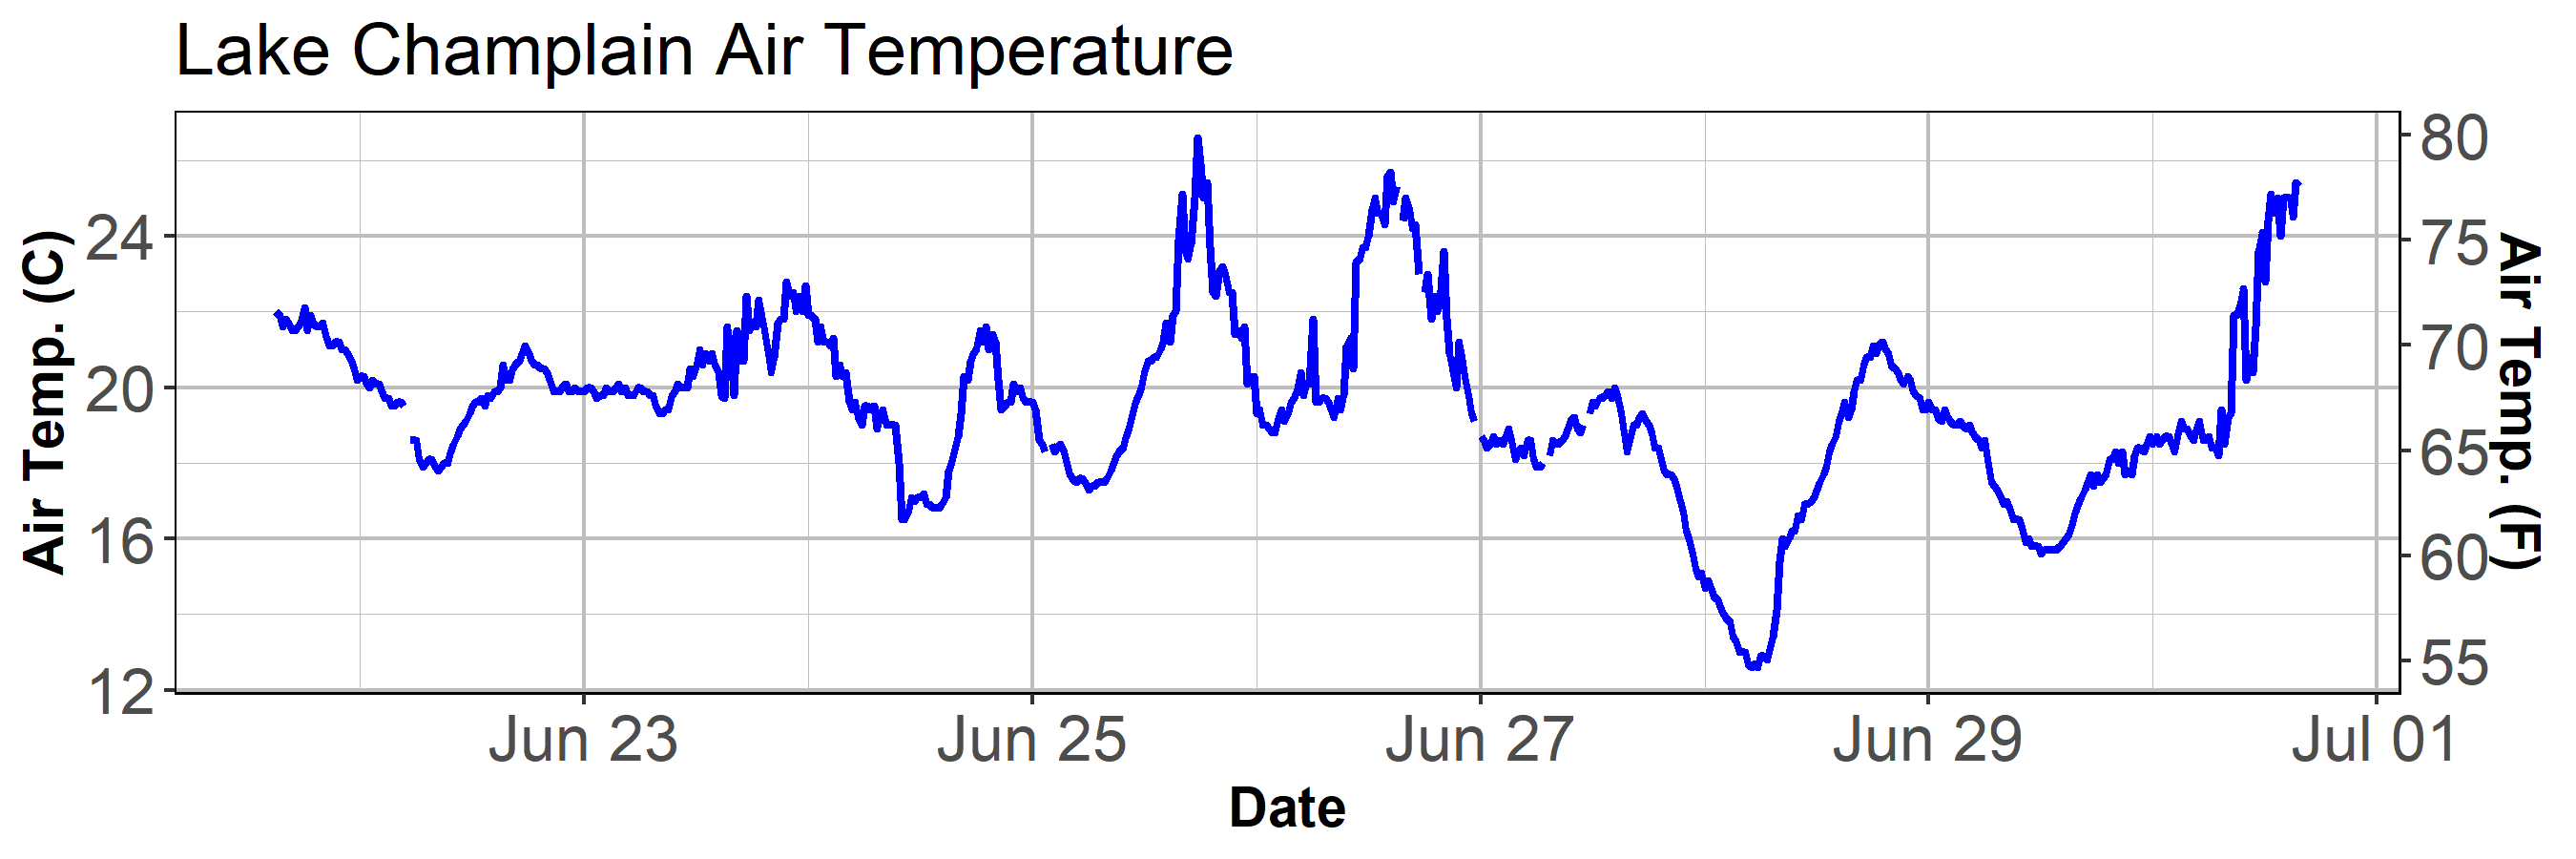 Lake Champlain Air Temperature
Air Temp. (C)
24
20
16
12
80
75
70
65
60
55
Air Temp. (F)
Jun 23
Jun 25
Jun 27
Jun 29
Jul 01
Date